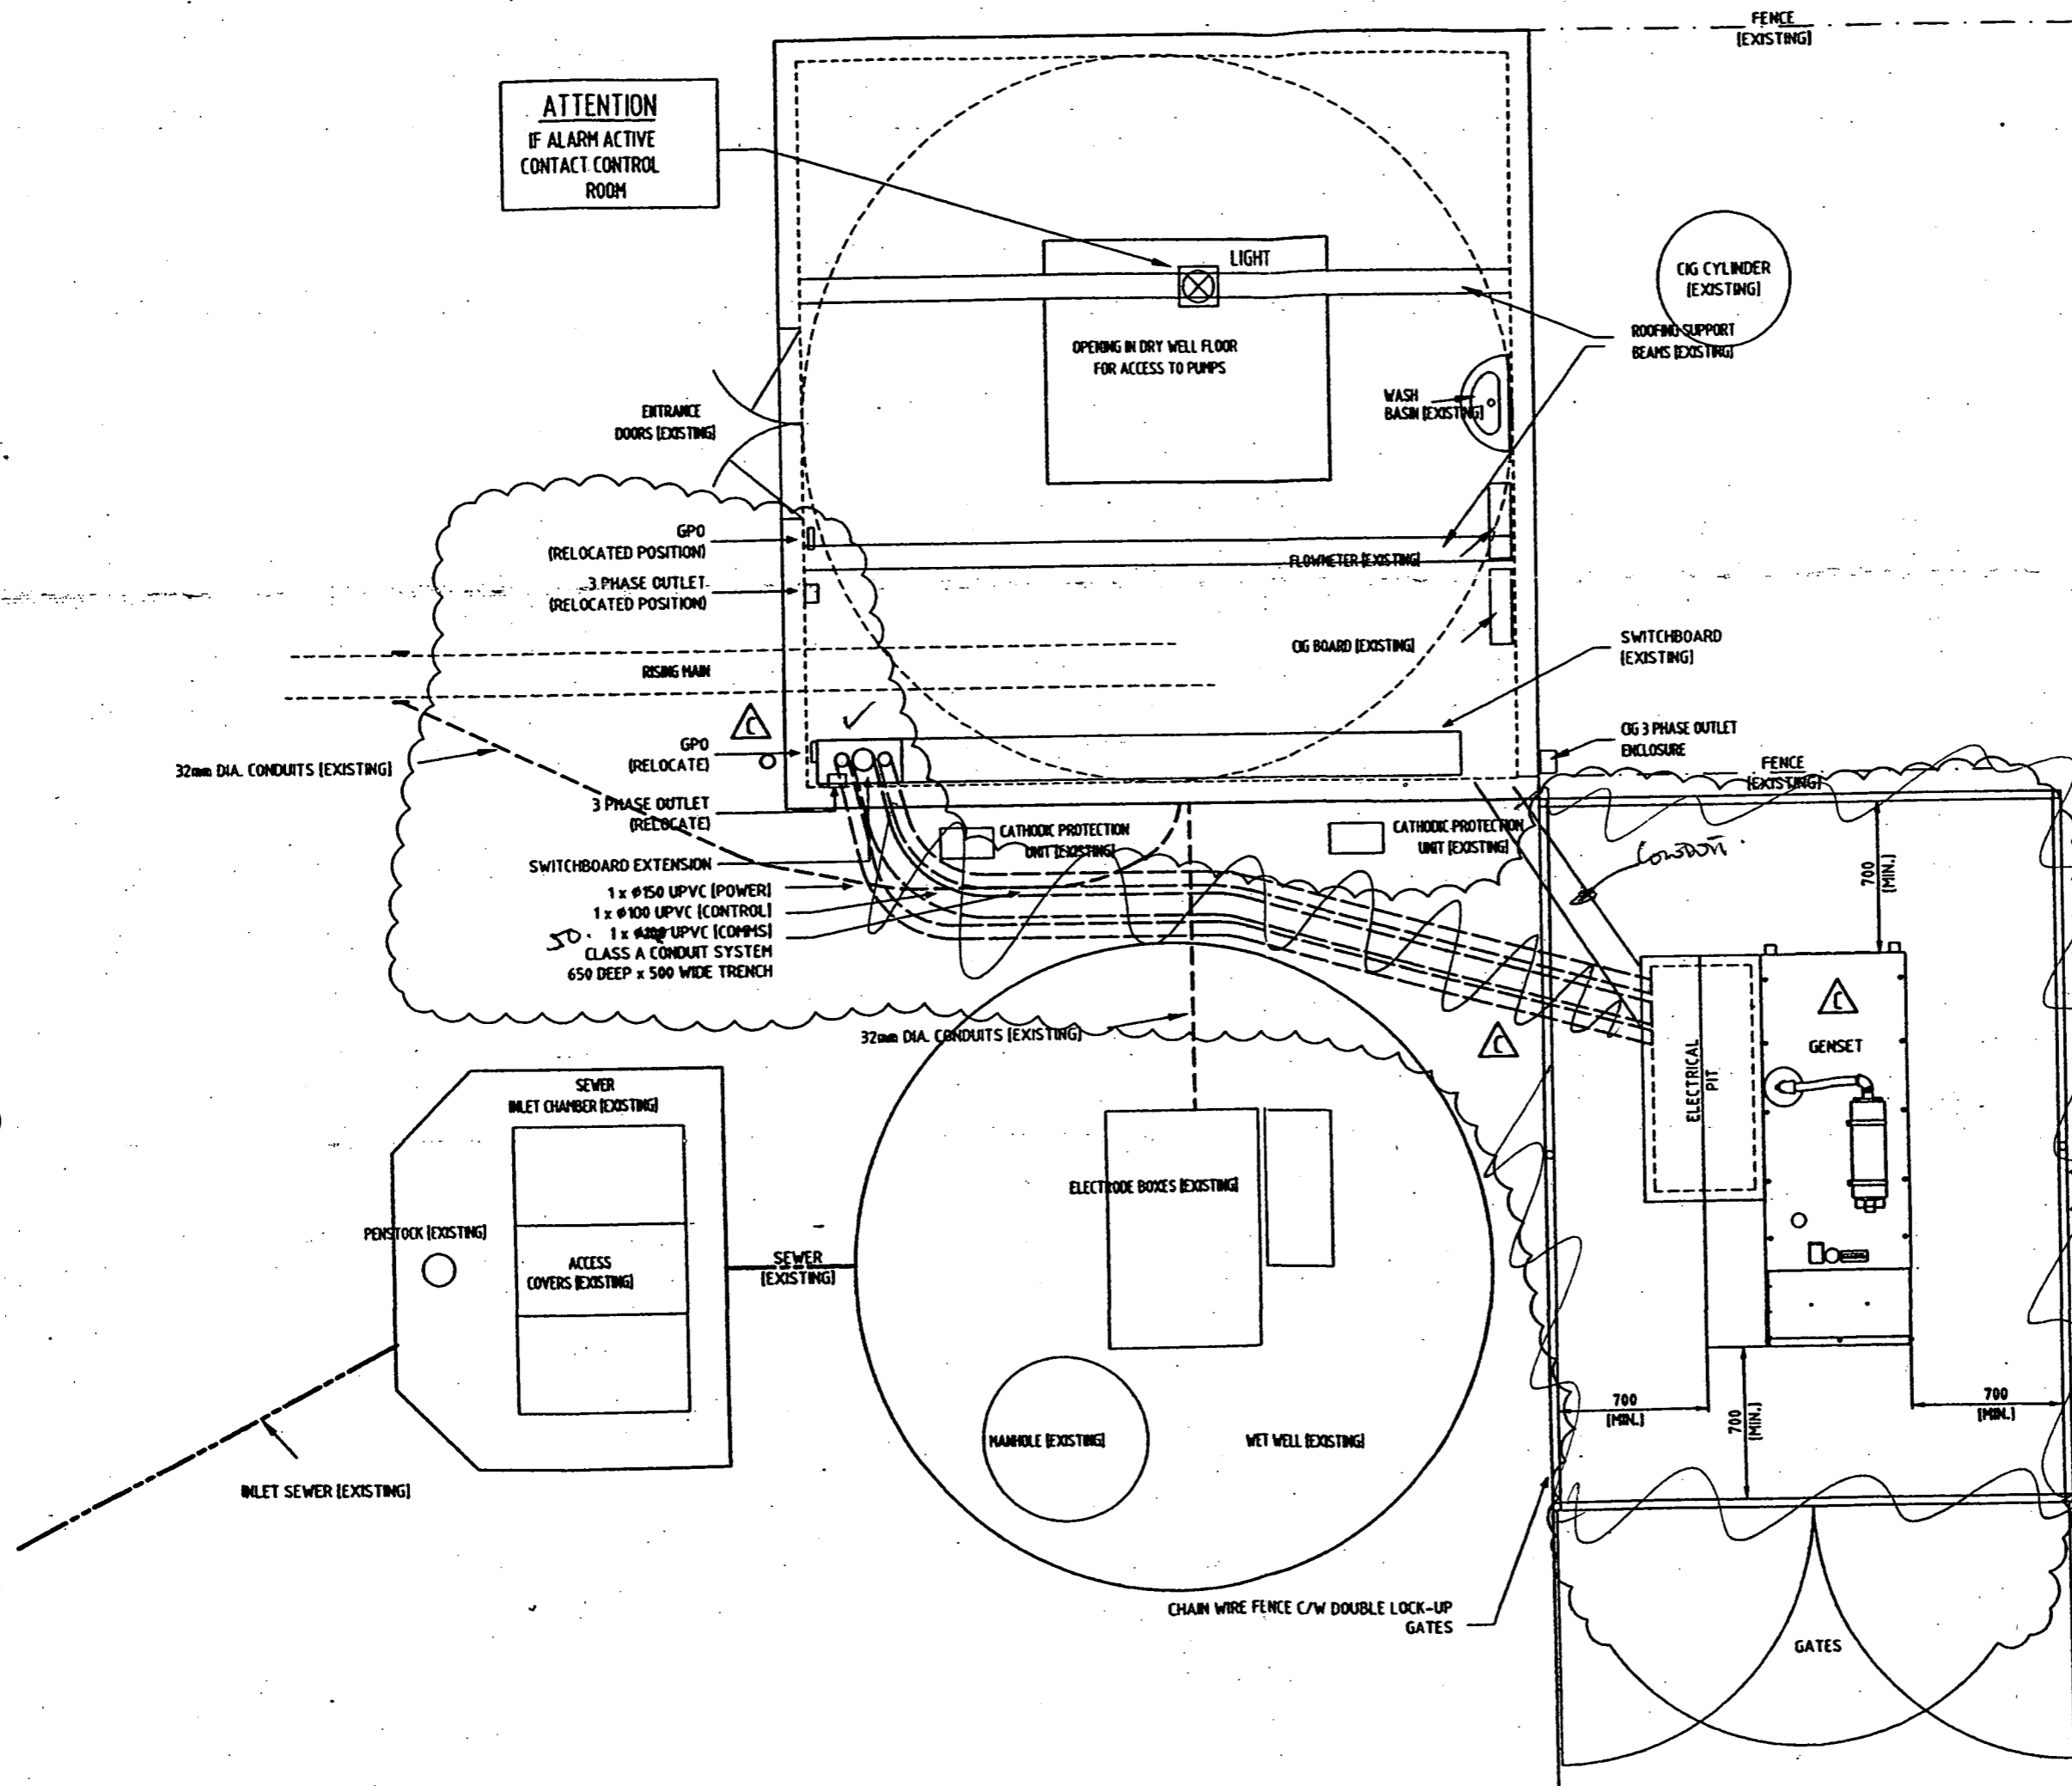 FENCE
[EXISTING]
ATTENTION
IF ALARM ACTIVE
CONTACT CONTROL
ROOM
LIGHT
CIG CYLINDER
[EXISTING]
ROOFING SUPPORT
BEAMS [EXISTING]
OPENING IN DRY WELL FLOOR
FOR ACCESS TO PUMPS
WASH
BASIN [EXISTING]
ENTRANCE
DOORS [EXISTING]
GPO
(RELOCATED POSITION)
FLOWMETER [EXISTING]
3 PHASE OUTLET
(RELOCATED POSITION)
CIG BOARD [EXISTING]
SWITCHBOARD
[EXISTING]
RISING MAIN
C
GPO
(RELOCATE)
CIG 3 PHASE OUTLET
ENCLOSURE
32mm DIA. CONDUITS [EXISTING]
FENCE
[EXISTING]
3 PHASE OUTLET
(RELOCATE)
CATHODIC PROTECTION
UNIT [EXISTING]
CATHODIC PROTECTION
UNIT [EXISTING]
SWITCHBOARD EXTENSION
700
(MIN.)
1 x ø150 UPVC [POWER]
1 x ø100 UPVC [CONTROL]
50. 1 x UPVC [COMMS]
CLASS A CONDUIT SYSTEM
650 DEEP x 500 WIDE TRENCH
C
GENSET
32mm DIA. CONDUITS [EXISTING]
C
ELECTRICAL
PIT
SEWER
INLET CHAMBER [EXISTING]
ELECTRODE BOXES [EXISTING]
PENSTOCK [EXISTING]
ACCESS
COVERS [EXISTING]
SEWER
[EXISTING]
700
[MIN.]
700
(MIN.)
700
[MIN.]
MANHOLE [EXISTING]
WET WELL [EXISTING]
INLET SEWER [EXISTING]
CHAIN WIRE FENCE C/W DOUBLE LOCK-UP
GATES
GATES